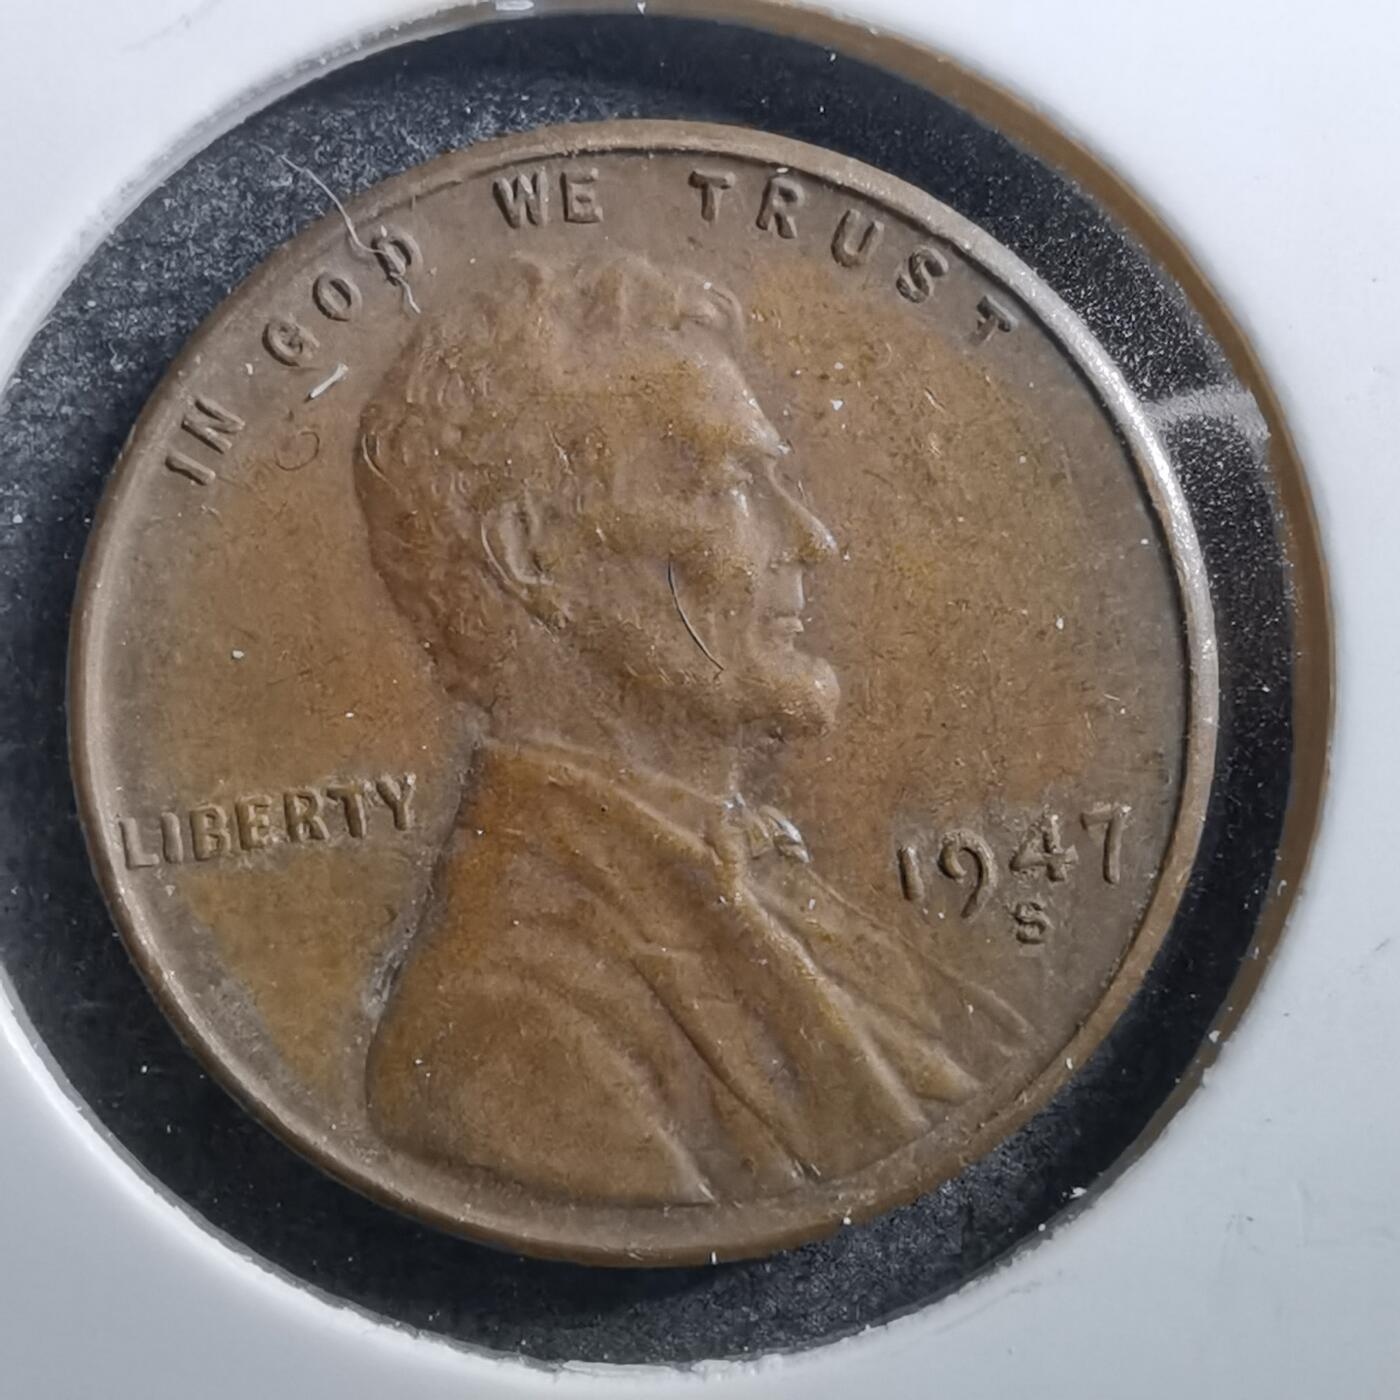 IN GOD WE TRUST
LIBERTY
1947
S